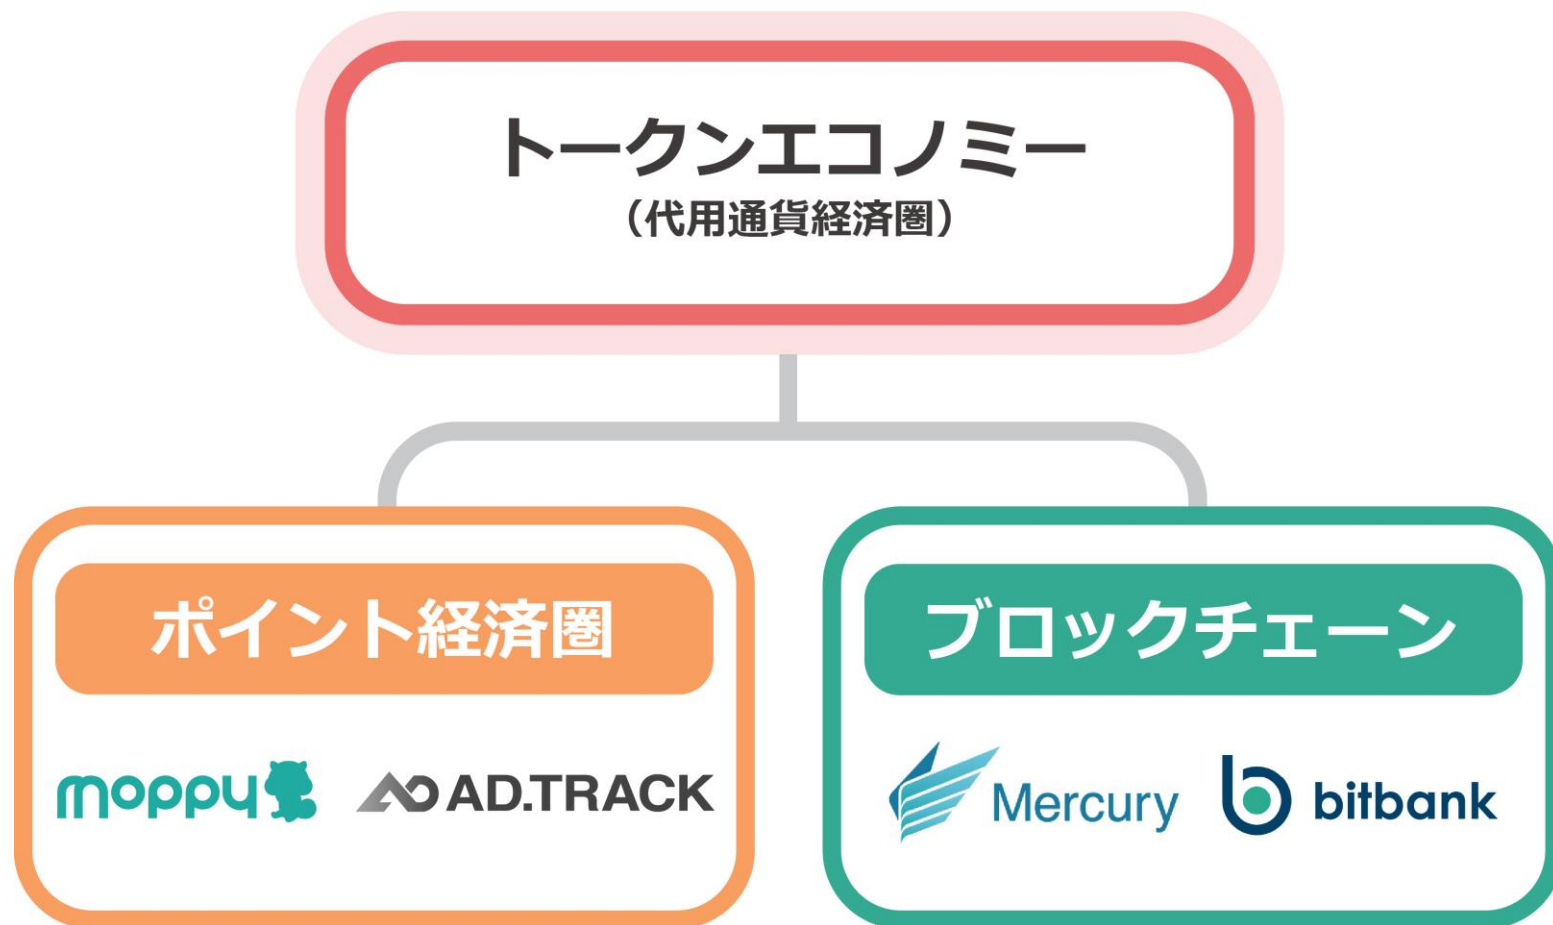 トークンエコノミー
（代用通貨経済圏）
ポイント経済圏
moppy AD.TRACK
ブロックチェーン
Mercury bitbank